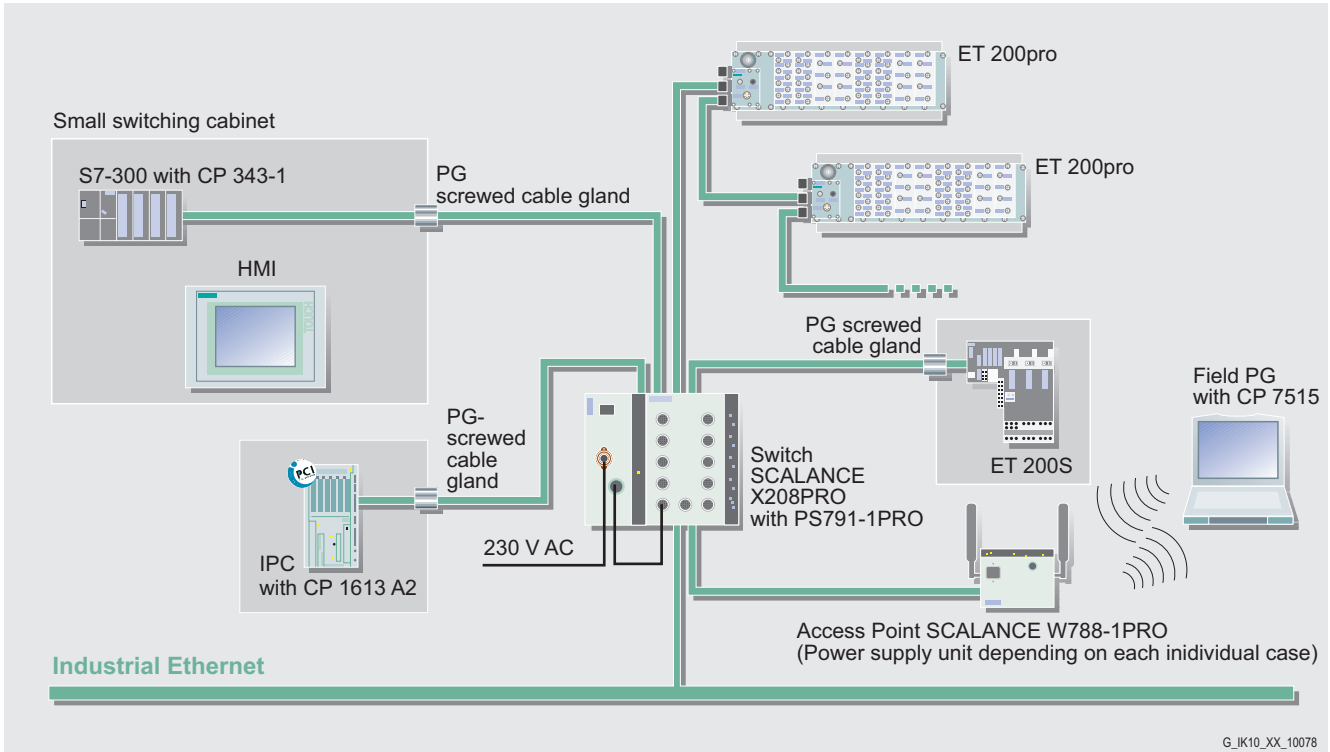 ET 200pro
Small switching cabinet
S7-300 with CP 343-1
PG
screwed cable gland
ET 200pro
HMI
PG screwed
cable gland
Field PG
with CP 7515
PG-
screwed
cable
gland
PCI
Switch
SCALANCE
X208PRO
with PS791-1PRO
ET 200S
230 V AC
IPC
with CP 1613 A2
Access Point SCALANCE W788-1PRO
(Power supply unit depending on each inidividual case)
Industrial Ethernet
G_IK10_XX_10078